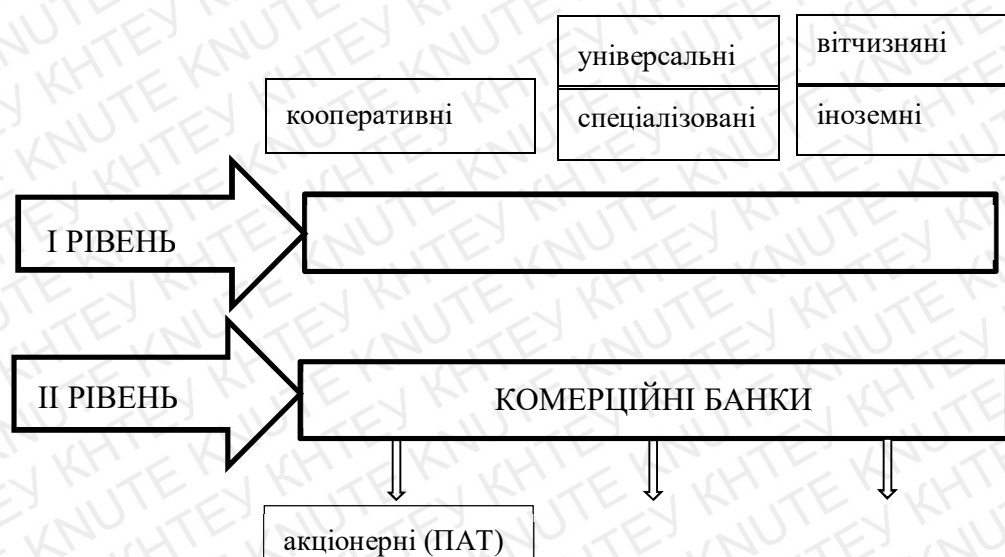 універсальні
вітчизняні
кооперативні
спеціалізовані
іноземні
І РІВЕНЬ
ІІ РІВЕНЬ
КОМЕРЦІЙНІ БАНКИ
акціонерні (ПАТ)